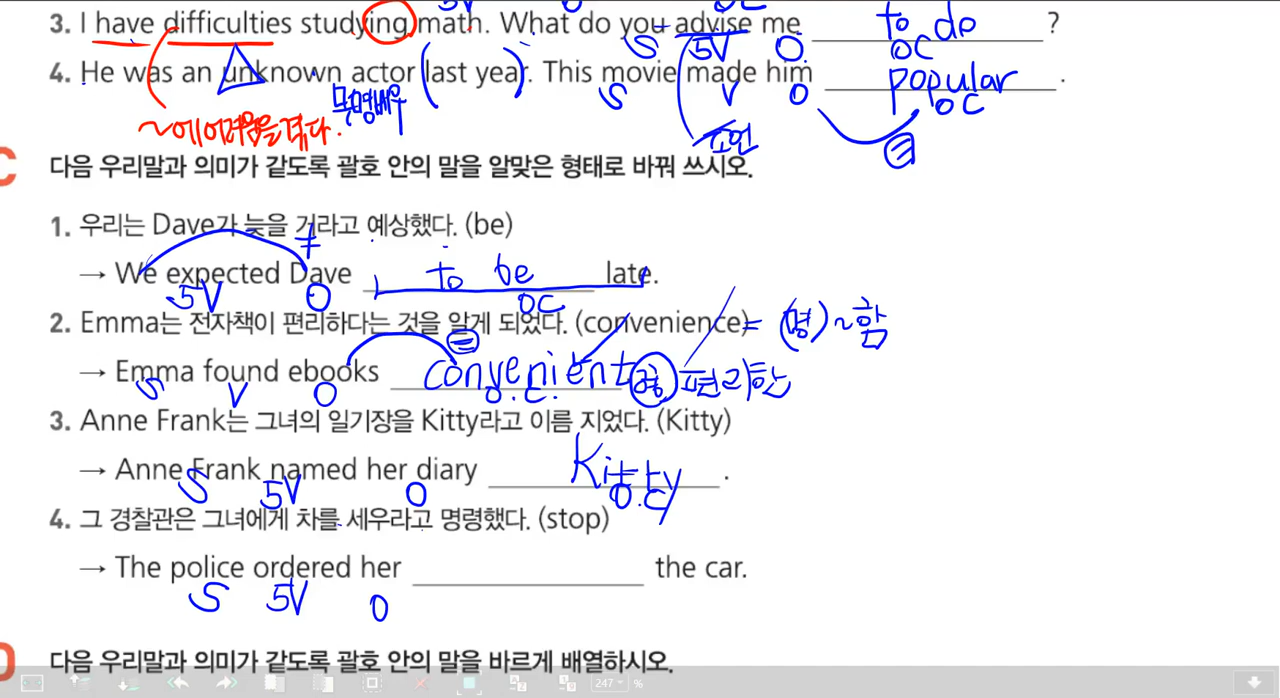 5V O OC
3. I have difficulties studying math. What do you advise me to do ?
S 5V O OC
4. He was an unknown actor (last year). This movie made him popular .
S V O OC
~에 어려움을 겪다. 무명배우
조언 =
C 다음 우리말과 의미가 같도록 괄호 안의 말을 알맞은 형태로 바꿔 쓰시오.
1. 우리는 Dave가 늦을 거라고 예상했다. (be)
≠
→ We expected Dave to be late.
5V O OC
2. Emma는 전자책이 편리하다는 것을 알게 되었다. (convenience) = (명) ~함
=
→ Emma found ebooks convenient 형 편리한
S V O O.C.
3. Anne Frank는 그녀의 일기장을 Kitty라고 이름 지었다. (Kitty)
→ Anne Frank named her diary Kitty .
S 5V O O.C
4. 그 경찰관은 그녀에게 차를 세우라고 명령했다. (stop)
→ The police ordered her ____________ the car.
S 5V O
D 다음 우리말과 의미가 같도록 괄호 안의 말을 바르게 배열하시오.
247 %